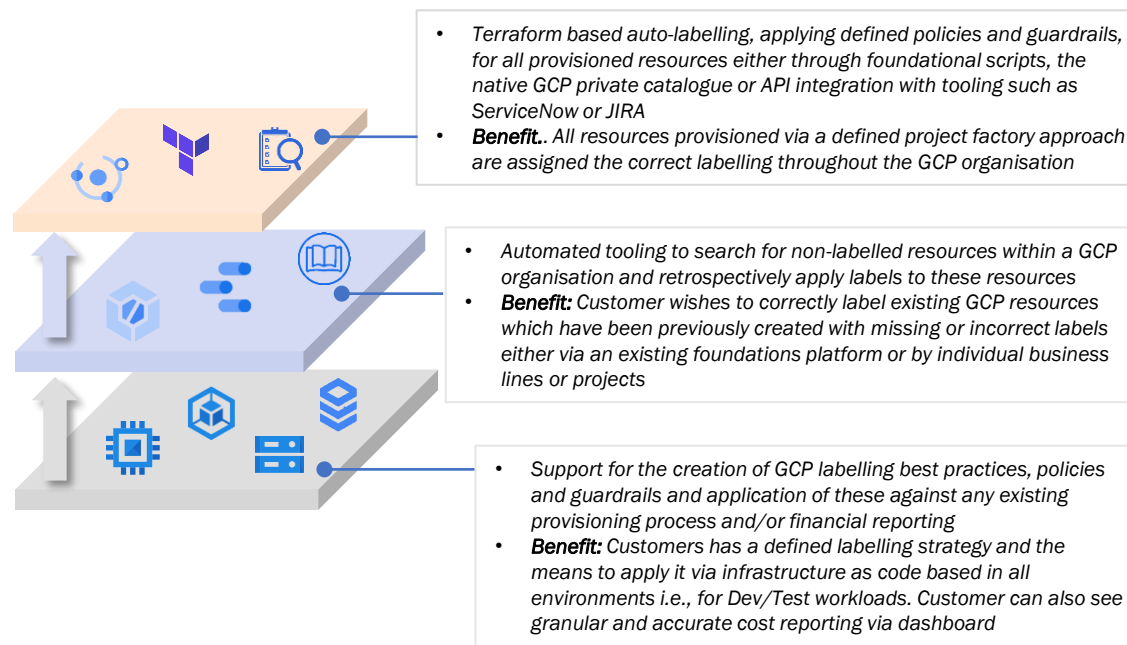 • Terraform based auto-labelling, applying defined policies and guardrails,
for all provisioned resources either through foundational scripts, the
native GCP private catalogue or API integration with tooling such as
ServiceNow or JIRA
• Benefit.. All resources provisioned via a defined project factory approach
are assigned the correct labelling throughout the GCP organisation
• Automated tooling to search for non-labelled resources within a GCP
organisation and retrospectively apply labels to these resources
• Benefit: Customer wishes to correctly label existing GCP resources
which have been previously created with missing or incorrect labels
either via an existing foundations platform or by individual business
lines or projects
• Support for the creation of GCP labelling best practices, policies
and guardrails and application of these against any existing
provisioning process and/or financial reporting
• Benefit: Customers has a defined labelling strategy and the
means to apply it via infrastructure as code based in all
environments i.e., for Dev/Test workloads. Customer can also see
granular and accurate cost reporting via dashboard